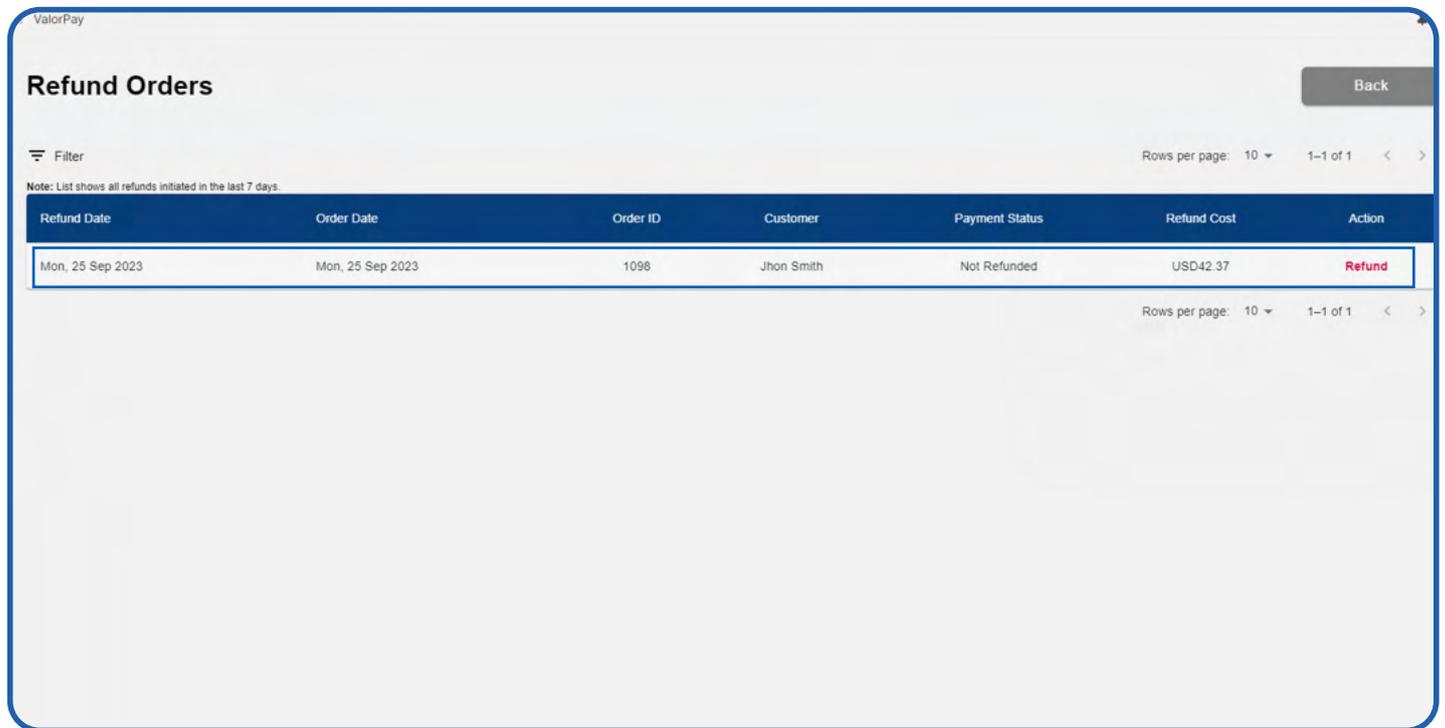 ValorPay
Refund Orders
Back
Filter
Rows per page: 10 1–1 of 1
Note: List shows all refunds initiated in the last 7 days.
Refund Date Order Date Order ID Customer Payment Status Refund Cost Action
Mon, 25 Sep 2023 Mon, 25 Sep 2023 1098 Jhon Smith Not Refunded USD42.37 Refund
Rows per page: 10 1–1 of 1